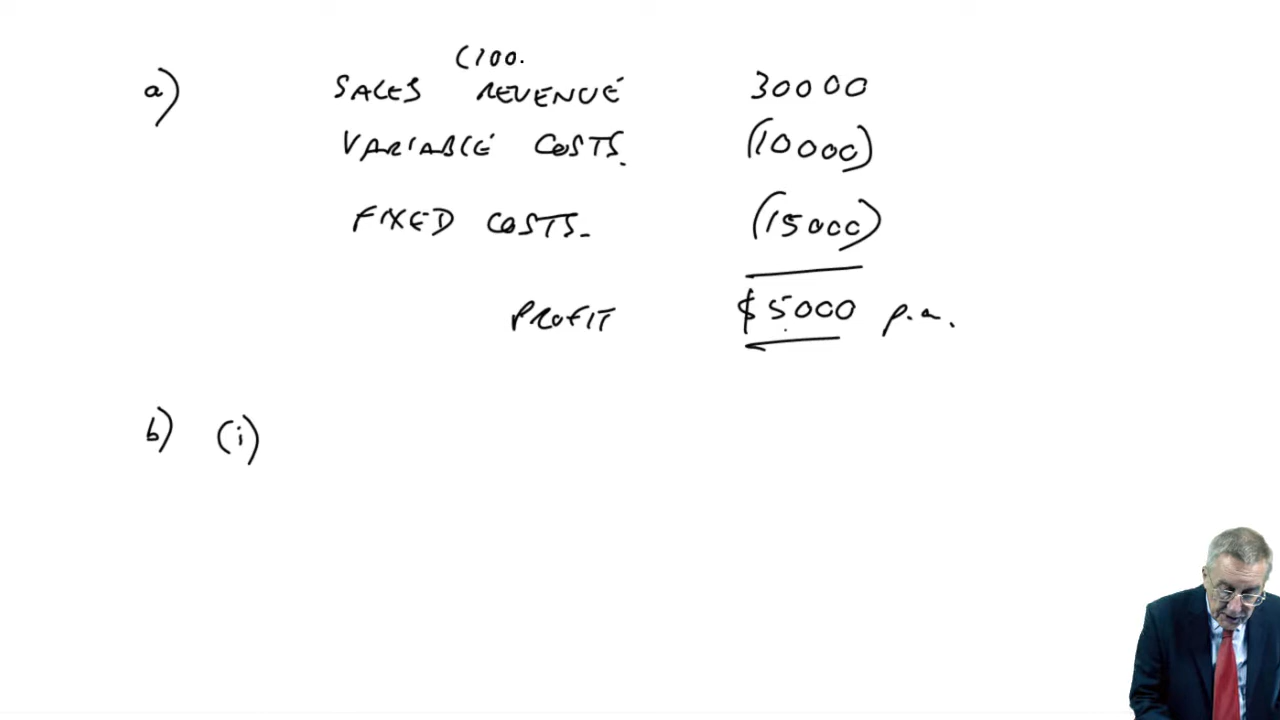 (100.
a) SALES REVENUE 30000
VARIABLE COSTS. (10000)
FIXED COSTS. (15000)
PROFIT $5000 p.a.
b) (i)